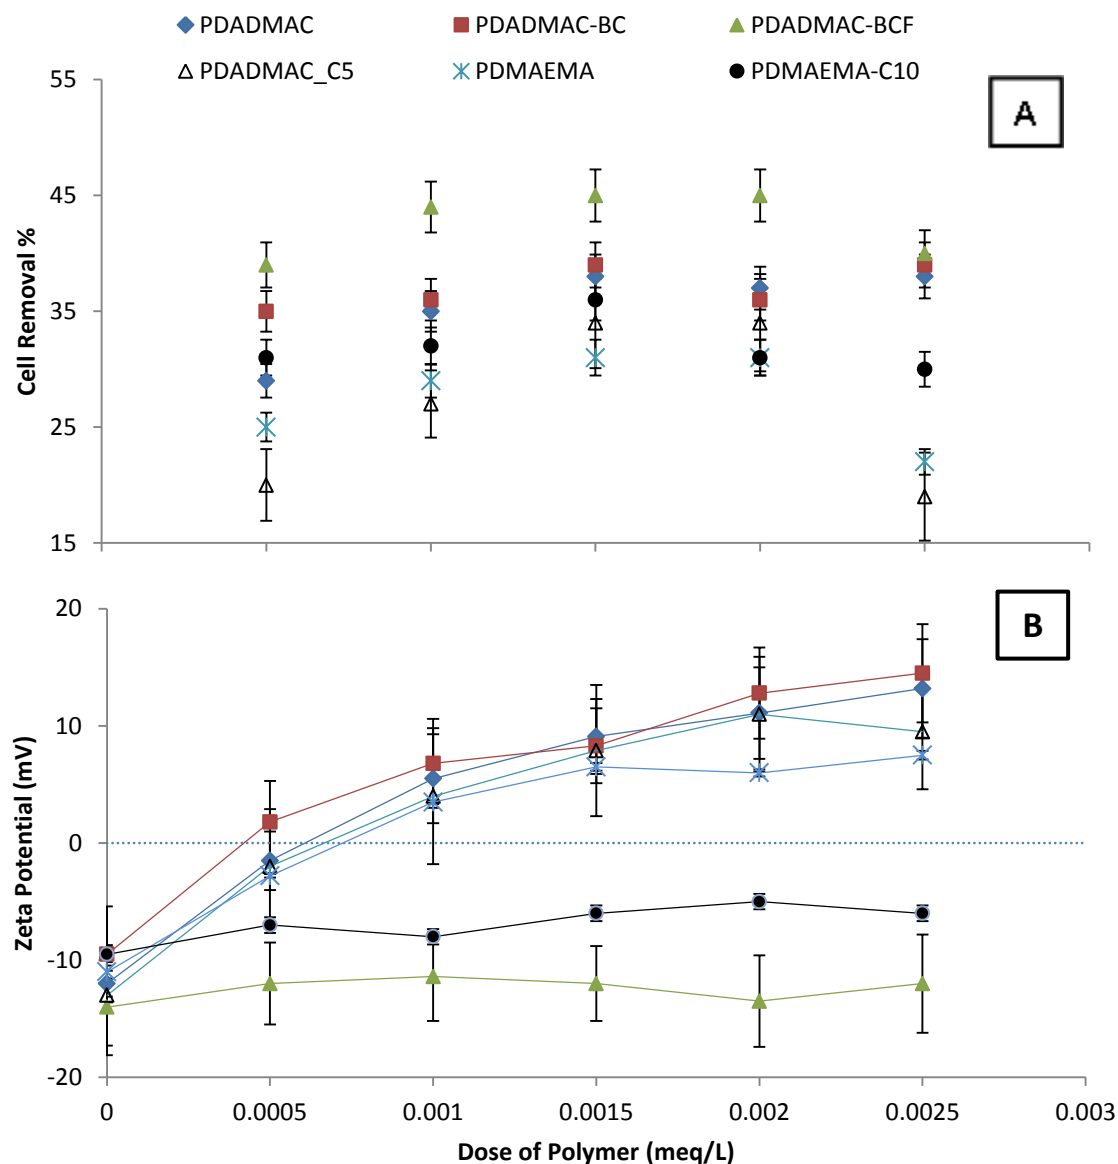 PDADMAC PDADMAC-BC PDADMAC-BCF
PDADMAC_C5 PDMAEMA PDMAEMA-C10
A
55
45
35
25
15
Cell Removal %
B
20
10
0
-10
-20
Zeta Potential (mV)
0 0.0005 0.001 0.0015 0.002 0.0025 0.003
Dose of Polymer (meq/L)